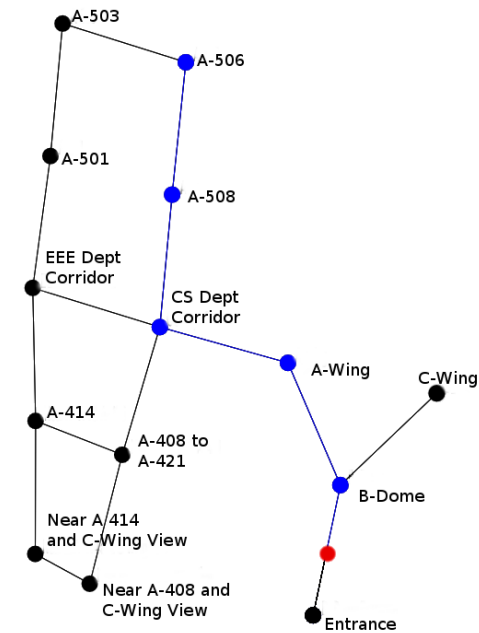 A-503
A-506
A-501
A-508
EEE Dept
Corridor
CS Dept
Corridor
A-Wing
C-Wing
A-414
A-408 to
A-421
B-Dome
Near A 414
and C-Wing View
Near A-408 and
C-Wing View
Entrance